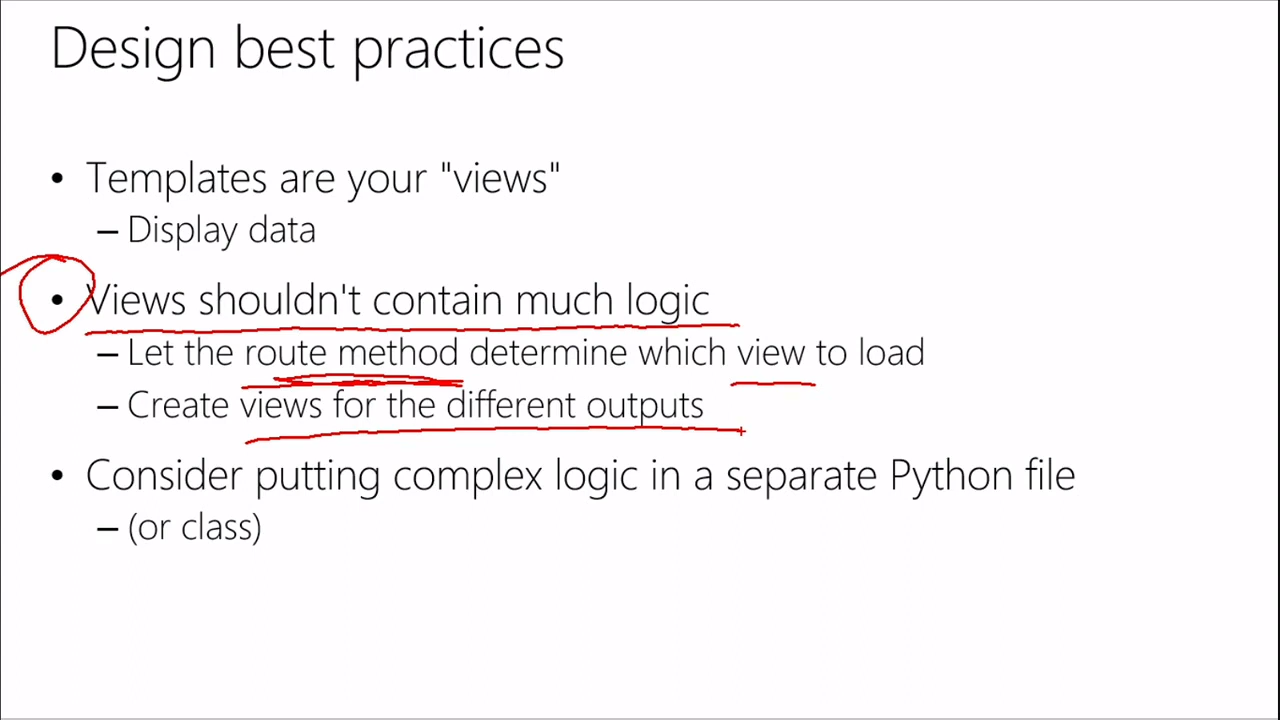 Design best practices
• Templates are your "views"
– Display data
• Views shouldn't contain much logic
– Let the route method determine which view to load
– Create views for the different outputs
• Consider putting complex logic in a separate Python file
– (or class)